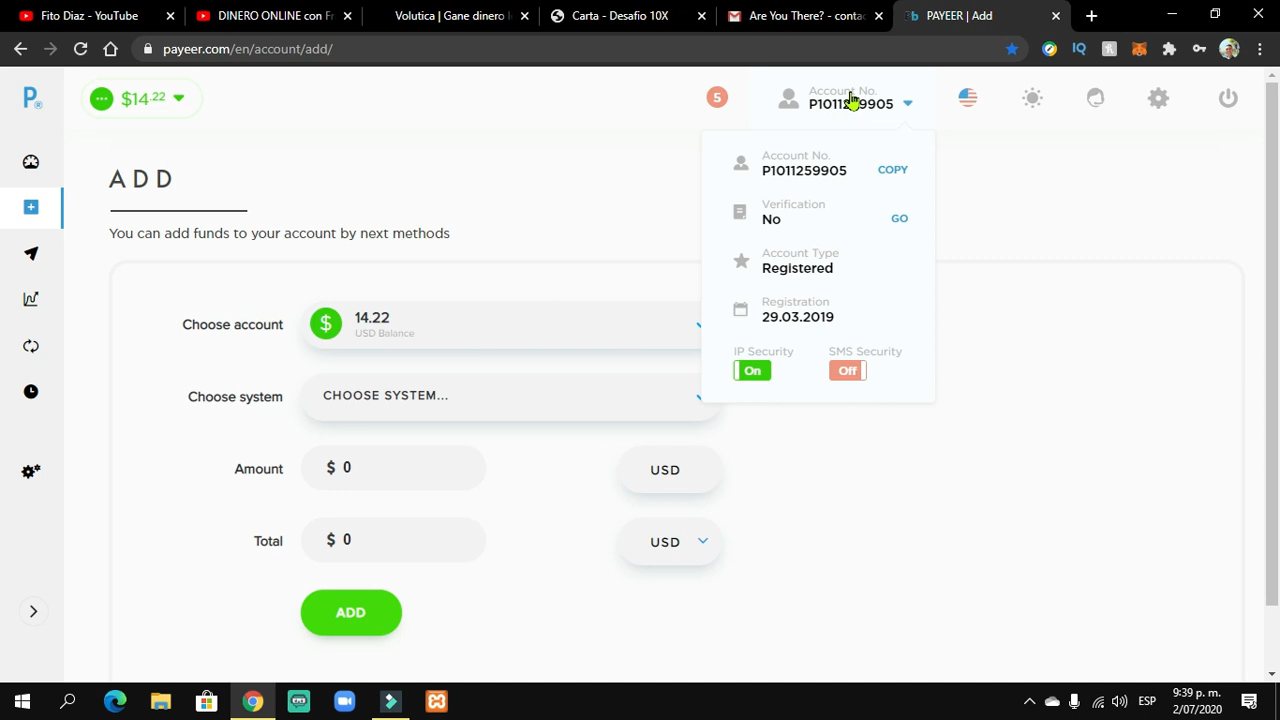 Fito Diaz - YouTube
DINERO ONLINE con Fr
Volutica | Gane dinero
Carta - Desafio 10X
Are You There? - conta
PAYEER | Add
payeer.com/en/account/add/
IQ
P
$14.22
5
Account No.
Account No.
P1011259905
COPY
Verification
No
GO
Account Type
Registered
Registration
29.03.2019
IP Security
SMS Security
On
Off
ADD
You can add funds to your account by next methods
Choose account
$
14.22
USD Balance
Choose system
CHOOSE SYSTEM...
Amount
$ 0
USD
Total
$ 0
USD
ADD
ESP
9:39 p. m.
2/07/2020